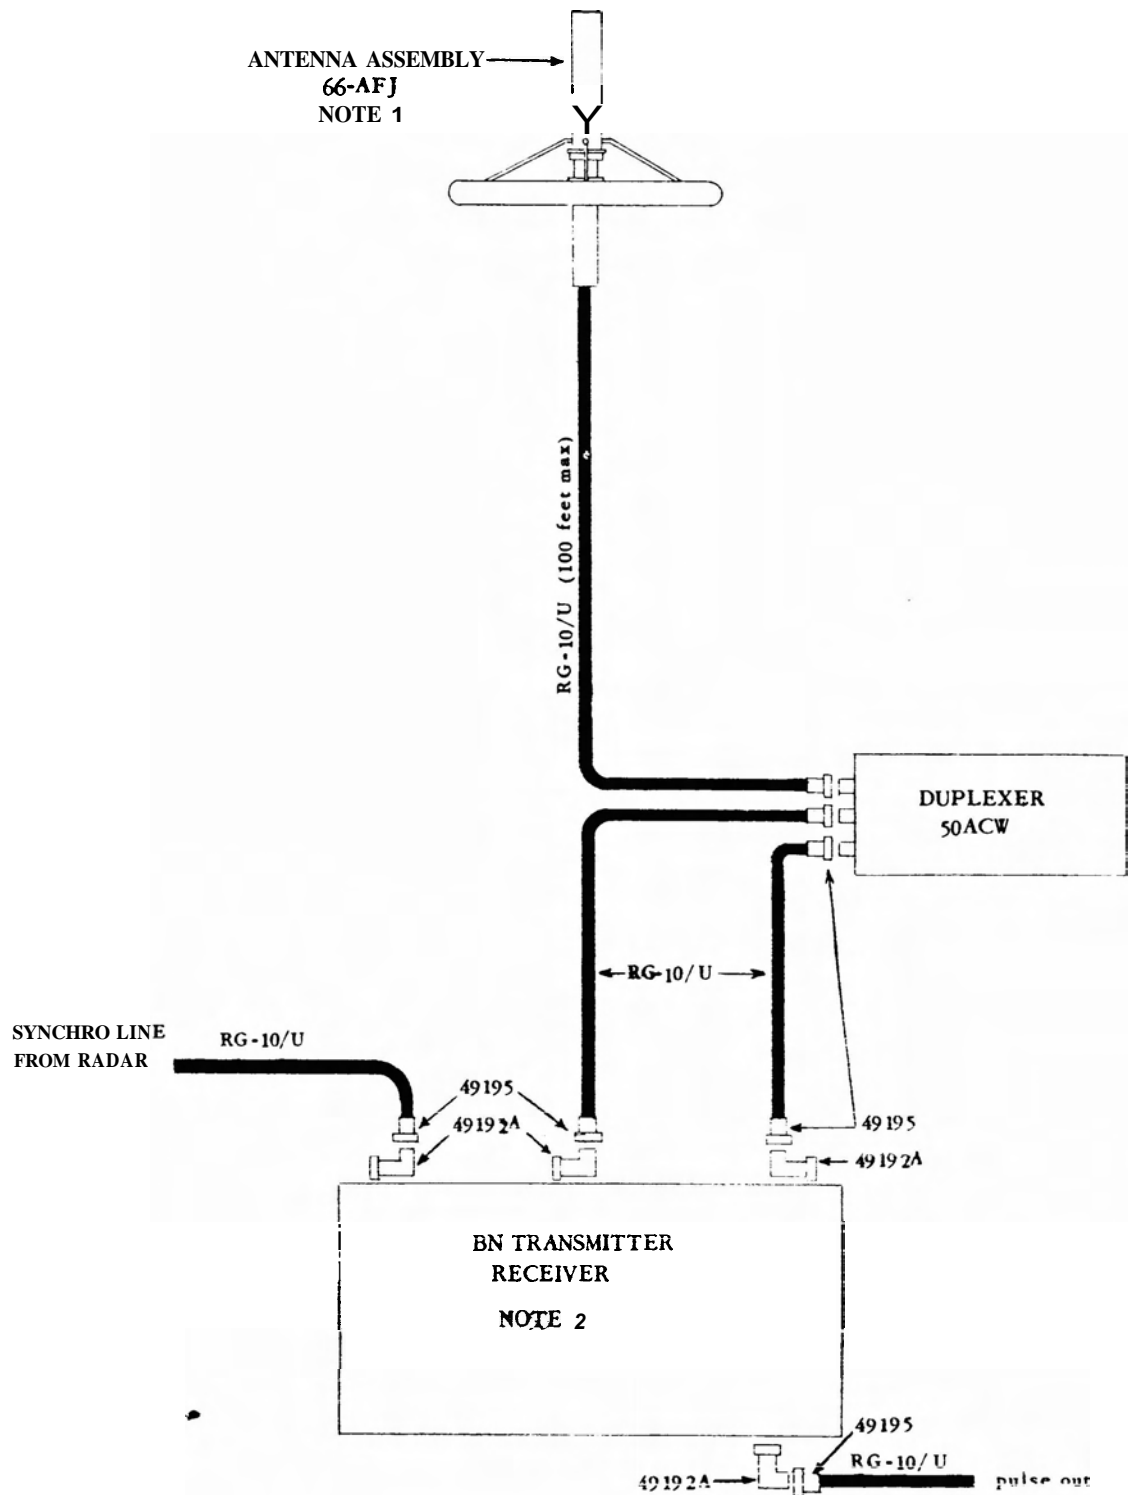 ANTENNA ASSEMBLY
66-AFJ
NOTE 1
RG-10/U (100 feet max)
DUPLEXER
50ACW
RG-10/U
SYNCHRO LINE
FROM RADAR
RG-10/U
49195
49192A
49195
49192A
BN TRANSMITTER
RECEIVER
NOTE 2
49195
RG-10/U
49192A
pulse out